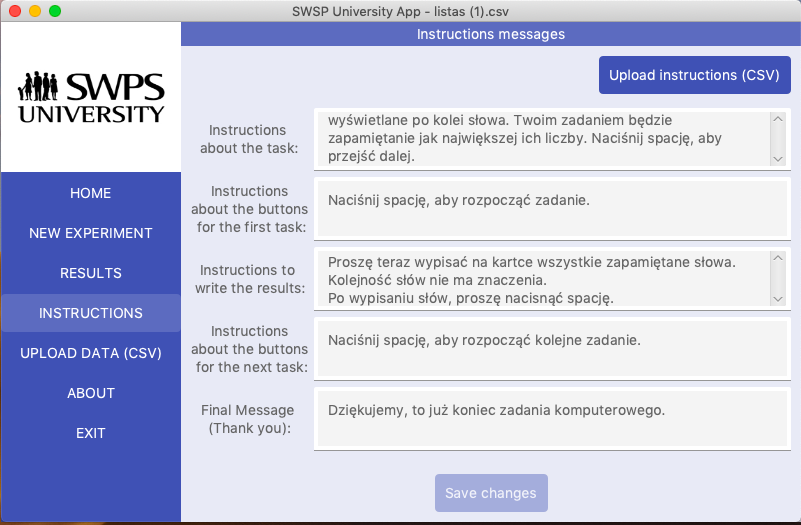 SWSP University App - listas (1).csv
SWPS
UNIVERSITY
HOME
NEW EXPERIMENT
RESULTS
INSTRUCTIONS
UPLOAD DATA (CSV)
ABOUT
EXIT
Instructions messages
Upload instructions (CSV)
Instructions
about the task:
wyświetlane po kolei słowa. Twoim zadaniem będzie
zapamiętanie jak największej ich liczby. Naciśnij spację, aby
przejść dalej.
Instructions
about the buttons
for the first task:
Naciśnij spację, aby rozpocząć zadanie.
Instructions to
write the results:
Proszę teraz wypisać na kartce wszystkie zapamiętane słowa.
Kolejność słów nie ma znaczenia.
Po wypisaniu słów, proszę nacisnąć spację.
Instructions
about the buttons
for the next task:
Naciśnij spację, aby rozpocząć kolejne zadanie.
Final Message
(Thank you):
Dziękujemy, to już koniec zadania komputerowego.
Save changes